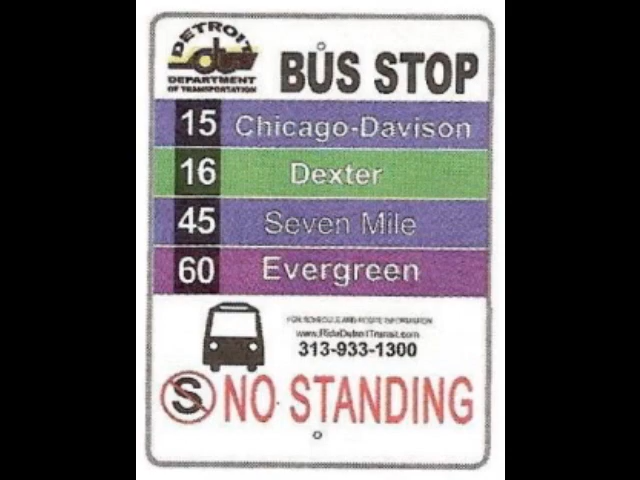 DETROIT
DEPARTMENT
OF TRANSPORTATION
BUS STOP
15 Chicago-Davison
16 Dexter
45 Seven Mile
60 Evergreen
FOR SCHEDULE AND ROUTE INFORMATION
www.RideDetroitTransit.com
313-933-1300
S NO STANDING